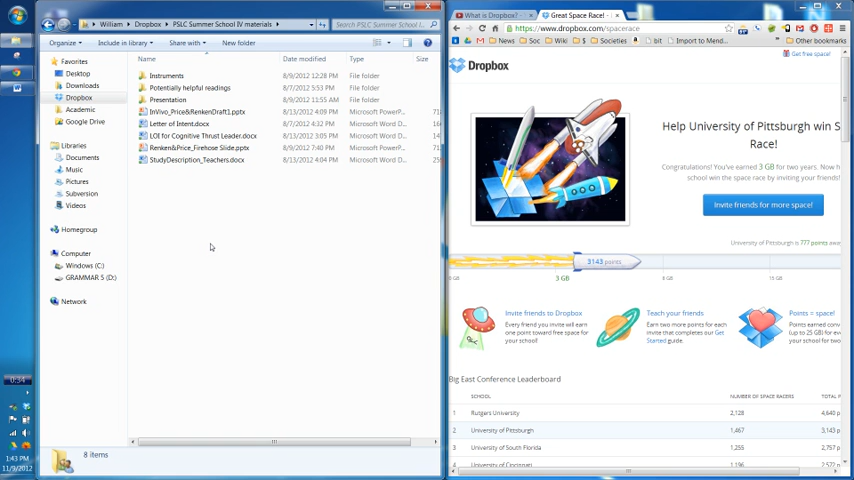 William ▸ Dropbox ▸ PSLC Summer School IV materials ▸
Search PSLC Summer School IV mate...
Organize
Include in library
Share with
New folder
Name
Date modified
Type
Size
Favorites
Desktop
Downloads
Dropbox
Academic
Google Drive
Libraries
Documents
Music
Pictures
Subversion
Videos
Homegroup
Computer
Windows (C:)
GRAMMAR 5 (D:)
Network
Instruments 8/9/2012 12:28 PM File folder
Potentially helpful readings 8/7/2012 5:53 PM File folder
Presentation 8/9/2012 11:55 AM File folder
InVivo_Price&RenkenDraft1.pptx 8/13/2012 4:09 PM Microsoft PowerP...
Letter of Intent.docx 8/7/2012 4:32 PM Microsoft Word D...
LOI for Cognitive Thrust Leader.docx 8/13/2012 3:05 PM Microsoft Word D...
Renken&Price_Firehose Slide.pptx 8/9/2012 7:40 PM Microsoft PowerP...
StudyDescription_Teachers.docx 8/13/2012 4:04 PM Microsoft Word D...
8 items
0:34
1:43 PM
11/9/2012
What is Dropbox?
Great Space Race!
https://www.dropbox.com/spacerace
News
Soc
Wiki
$
Societies
bit
Import to Mend...
Other bookmarks
Get free space!
Dropbox
Help University of Pittsburgh win S
Race!
Congratulations! You've earned 3 GB for two years. Now h
school win the space race by inviting your friends!
Invite friends for more space!
University of Pittsburgh is 777 points awa
3143 points
3 GB
8 GB
15 GB
Invite friends to Dropbox
Every friend you invite will earn
one point toward free space for
your school!
Teach your friends
Earn two more points for each
invite that completes our Get
Started guide.
Points = space!
Points earned conv
(up to 25 GB) for ev
your school for two
Big East Conference Leaderboard
SCHOOL
NUMBER OF SPACE RACERS
TOTAL P
1 Rutgers University 2,128 4,640 p
2 University of Pittsburgh 1,467 3,143 p
3 University of South Florida 1,255 2,757 p
4 University of Cincinnati 1,196 2,572 p